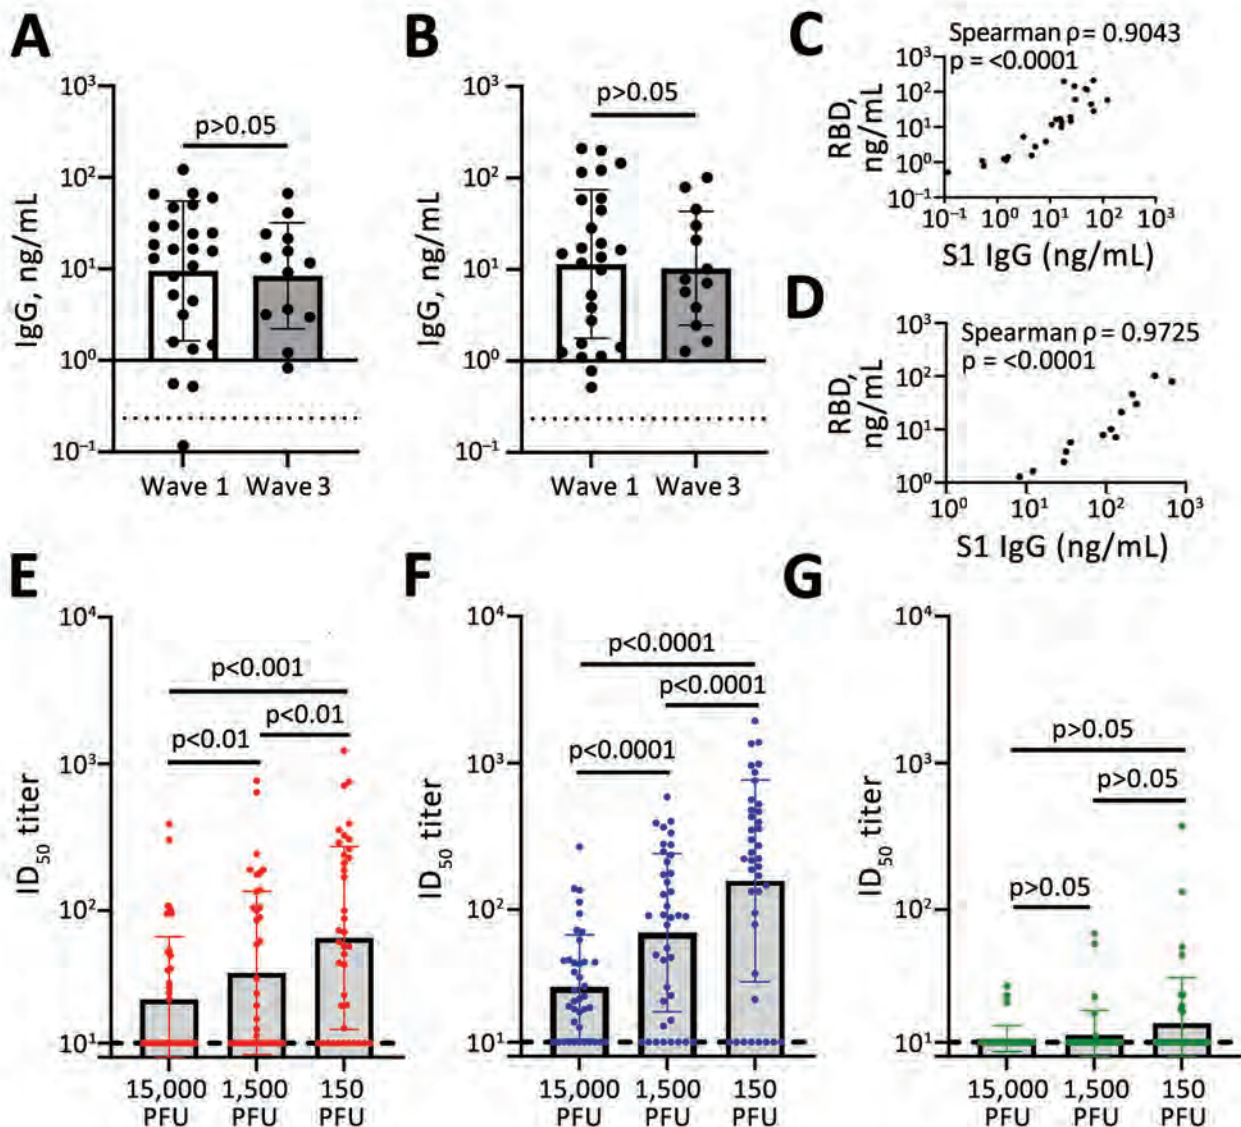 A
IgG, ng/mL
10³
10²
10¹
10⁰
10⁻¹
p>0.05
Wave 1 Wave 3
B
IgG, ng/mL
10³
10²
10¹
10⁰
10⁻¹
p>0.05
Wave 1 Wave 3
C
Spearman ρ = 0.9043
p = <0.0001
RBD,
ng/mL
10³
10²
10¹
10⁰
10⁻¹
10⁻¹ 10⁰ 10¹ 10² 10³
S1 IgG (ng/mL)
D
Spearman ρ = 0.9725
p = <0.0001
RBD,
ng/mL
10³
10²
10¹
10⁰
10⁰ 10¹ 10² 10³
S1 IgG (ng/mL)
E
ID₅₀ titer
10⁴
10³
10²
10¹
p<0.001
p<0.01
p<0.01
15,000 1,500 150
PFU PFU PFU
F
ID₅₀ titer
10⁴
10³
10²
10¹
p<0.0001
p<0.0001
p<0.0001
15,000 1,500 150
PFU PFU PFU
G
ID₅₀ titer
10⁴
10³
10²
10¹
p>0.05
p>0.05
p>0.05
15,000 1,500 150
PFU PFU PFU